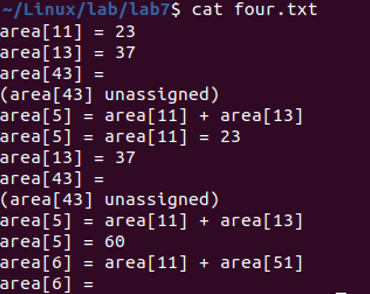 ~/Linux/lab/lab7$ cat four.txt
area[11] = 23
area[13] = 37
area[43] =
(area[43] unassigned)
area[5] = area[11] + area[13]
area[5] = area[11] = 23
area[13] = 37
area[43] =
(area[43] unassigned)
area[5] = area[11] + area[13]
area[5] = 60
area[6] = area[11] + area[51]
area[6] =